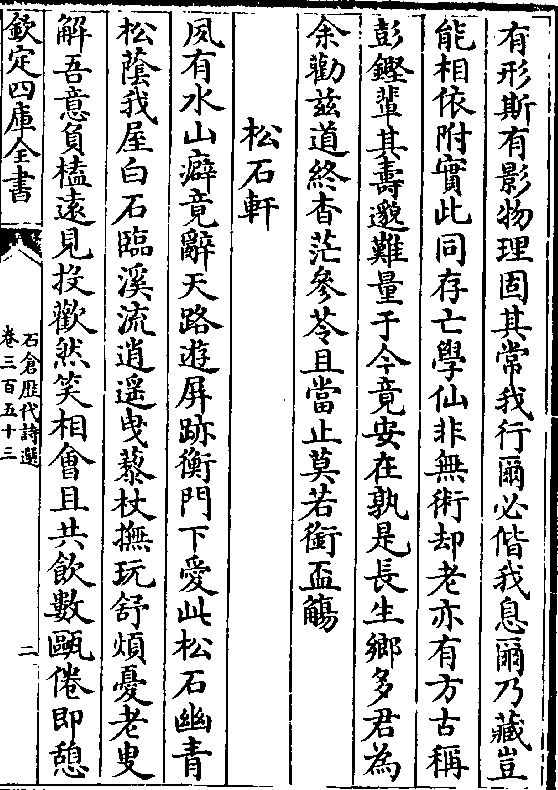 有形斯有影物理固其常我行爾必偕我息爾乃藏豈
能相依附實此同存亡學仙非無術却老亦有方古稱
彭鏗輩其壽邈難量于今竟安在孰是長生鄉多君為
余勸兹道終杳茫參苓且當止莫若銜盃觴
松石軒
夙有水山癖竟辭天路遊屏跡衡門下愛此松石幽青
松蔭我屋白石臨溪流逍遥曳藜杖撫玩舒煩憂老叟
解吾意負榼遠見投歡然笑相會且共飲數甌倦即憩
欽定四庫全書
石倉歴代詩選
卷三百五十三
二